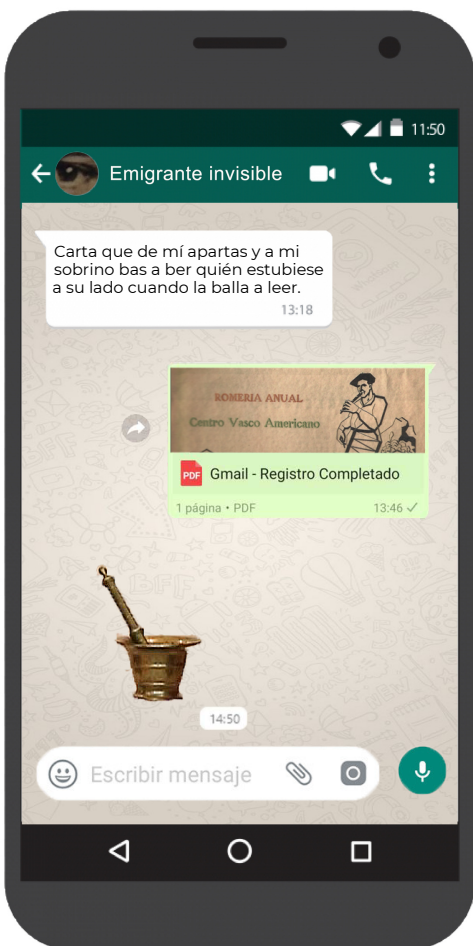 11:50
Emigrante invisible
Carta que de mí apartas y a mi
sobrino bas a ber quién estubiese
a su lado cuando la balla a leer.
13:18
ROMERIA ANUAL
Centro Vasco Americano
PDF
Gmail - Registro Completado
1 página • PDF
13:46
14:50
Escribir mensaje